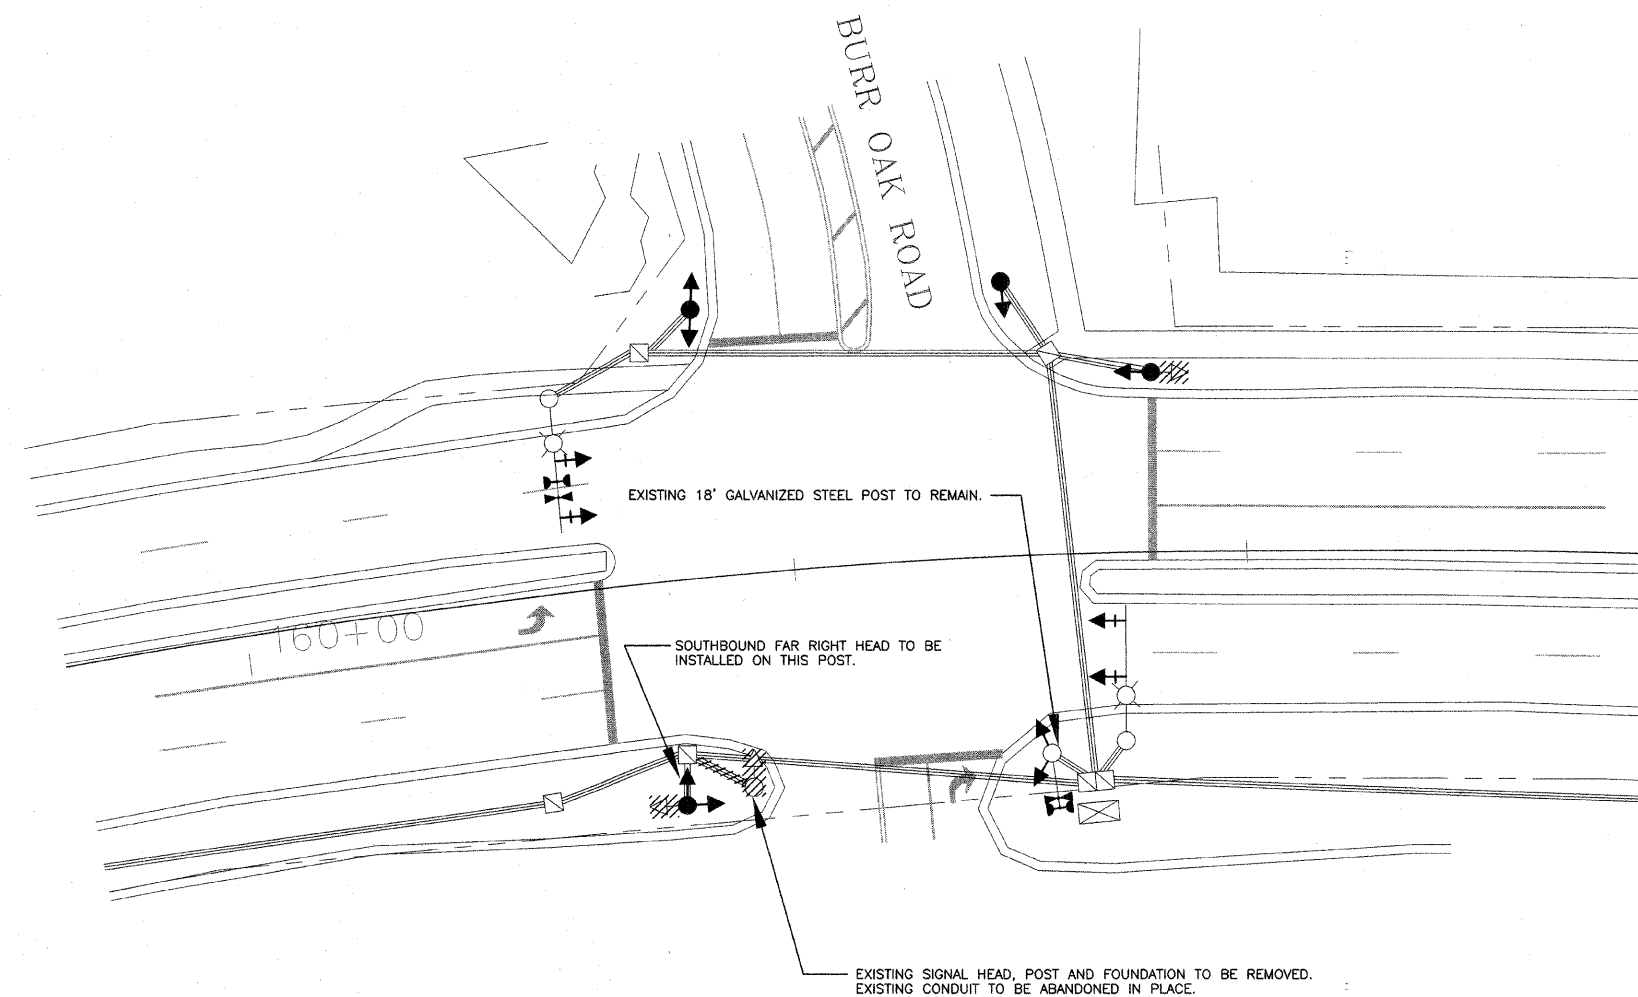 BURR OAK ROAD
EXISTING 18' GALVANIZED STEEL POST TO REMAIN.
160+00
SOUTHBOUND FAR RIGHT HEAD TO BE
INSTALLED ON THIS POST.
EXISTING SIGNAL HEAD, POST AND FOUNDATION TO BE REMOVED.
EXISTING CONDUIT TO BE ABANDONED IN PLACE.